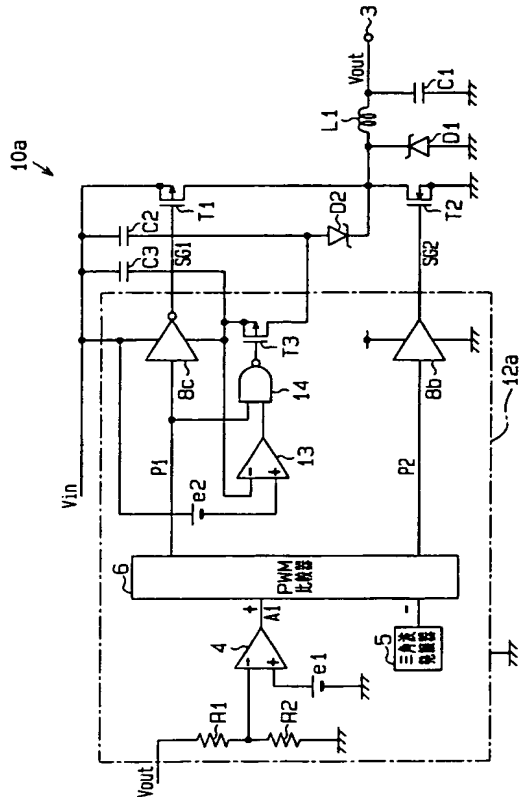 10a
Vin
T1
C2
C3
SG1
D2
8c
T3
14
13
P1
e2
Vout
3
L1
C1
D1
T2
SG2
8b
P2
12a
6
PWM
比較器
+
A1
-
5
三角波
発振器
4
-
+
e1
-
+
R1
R2
Vout